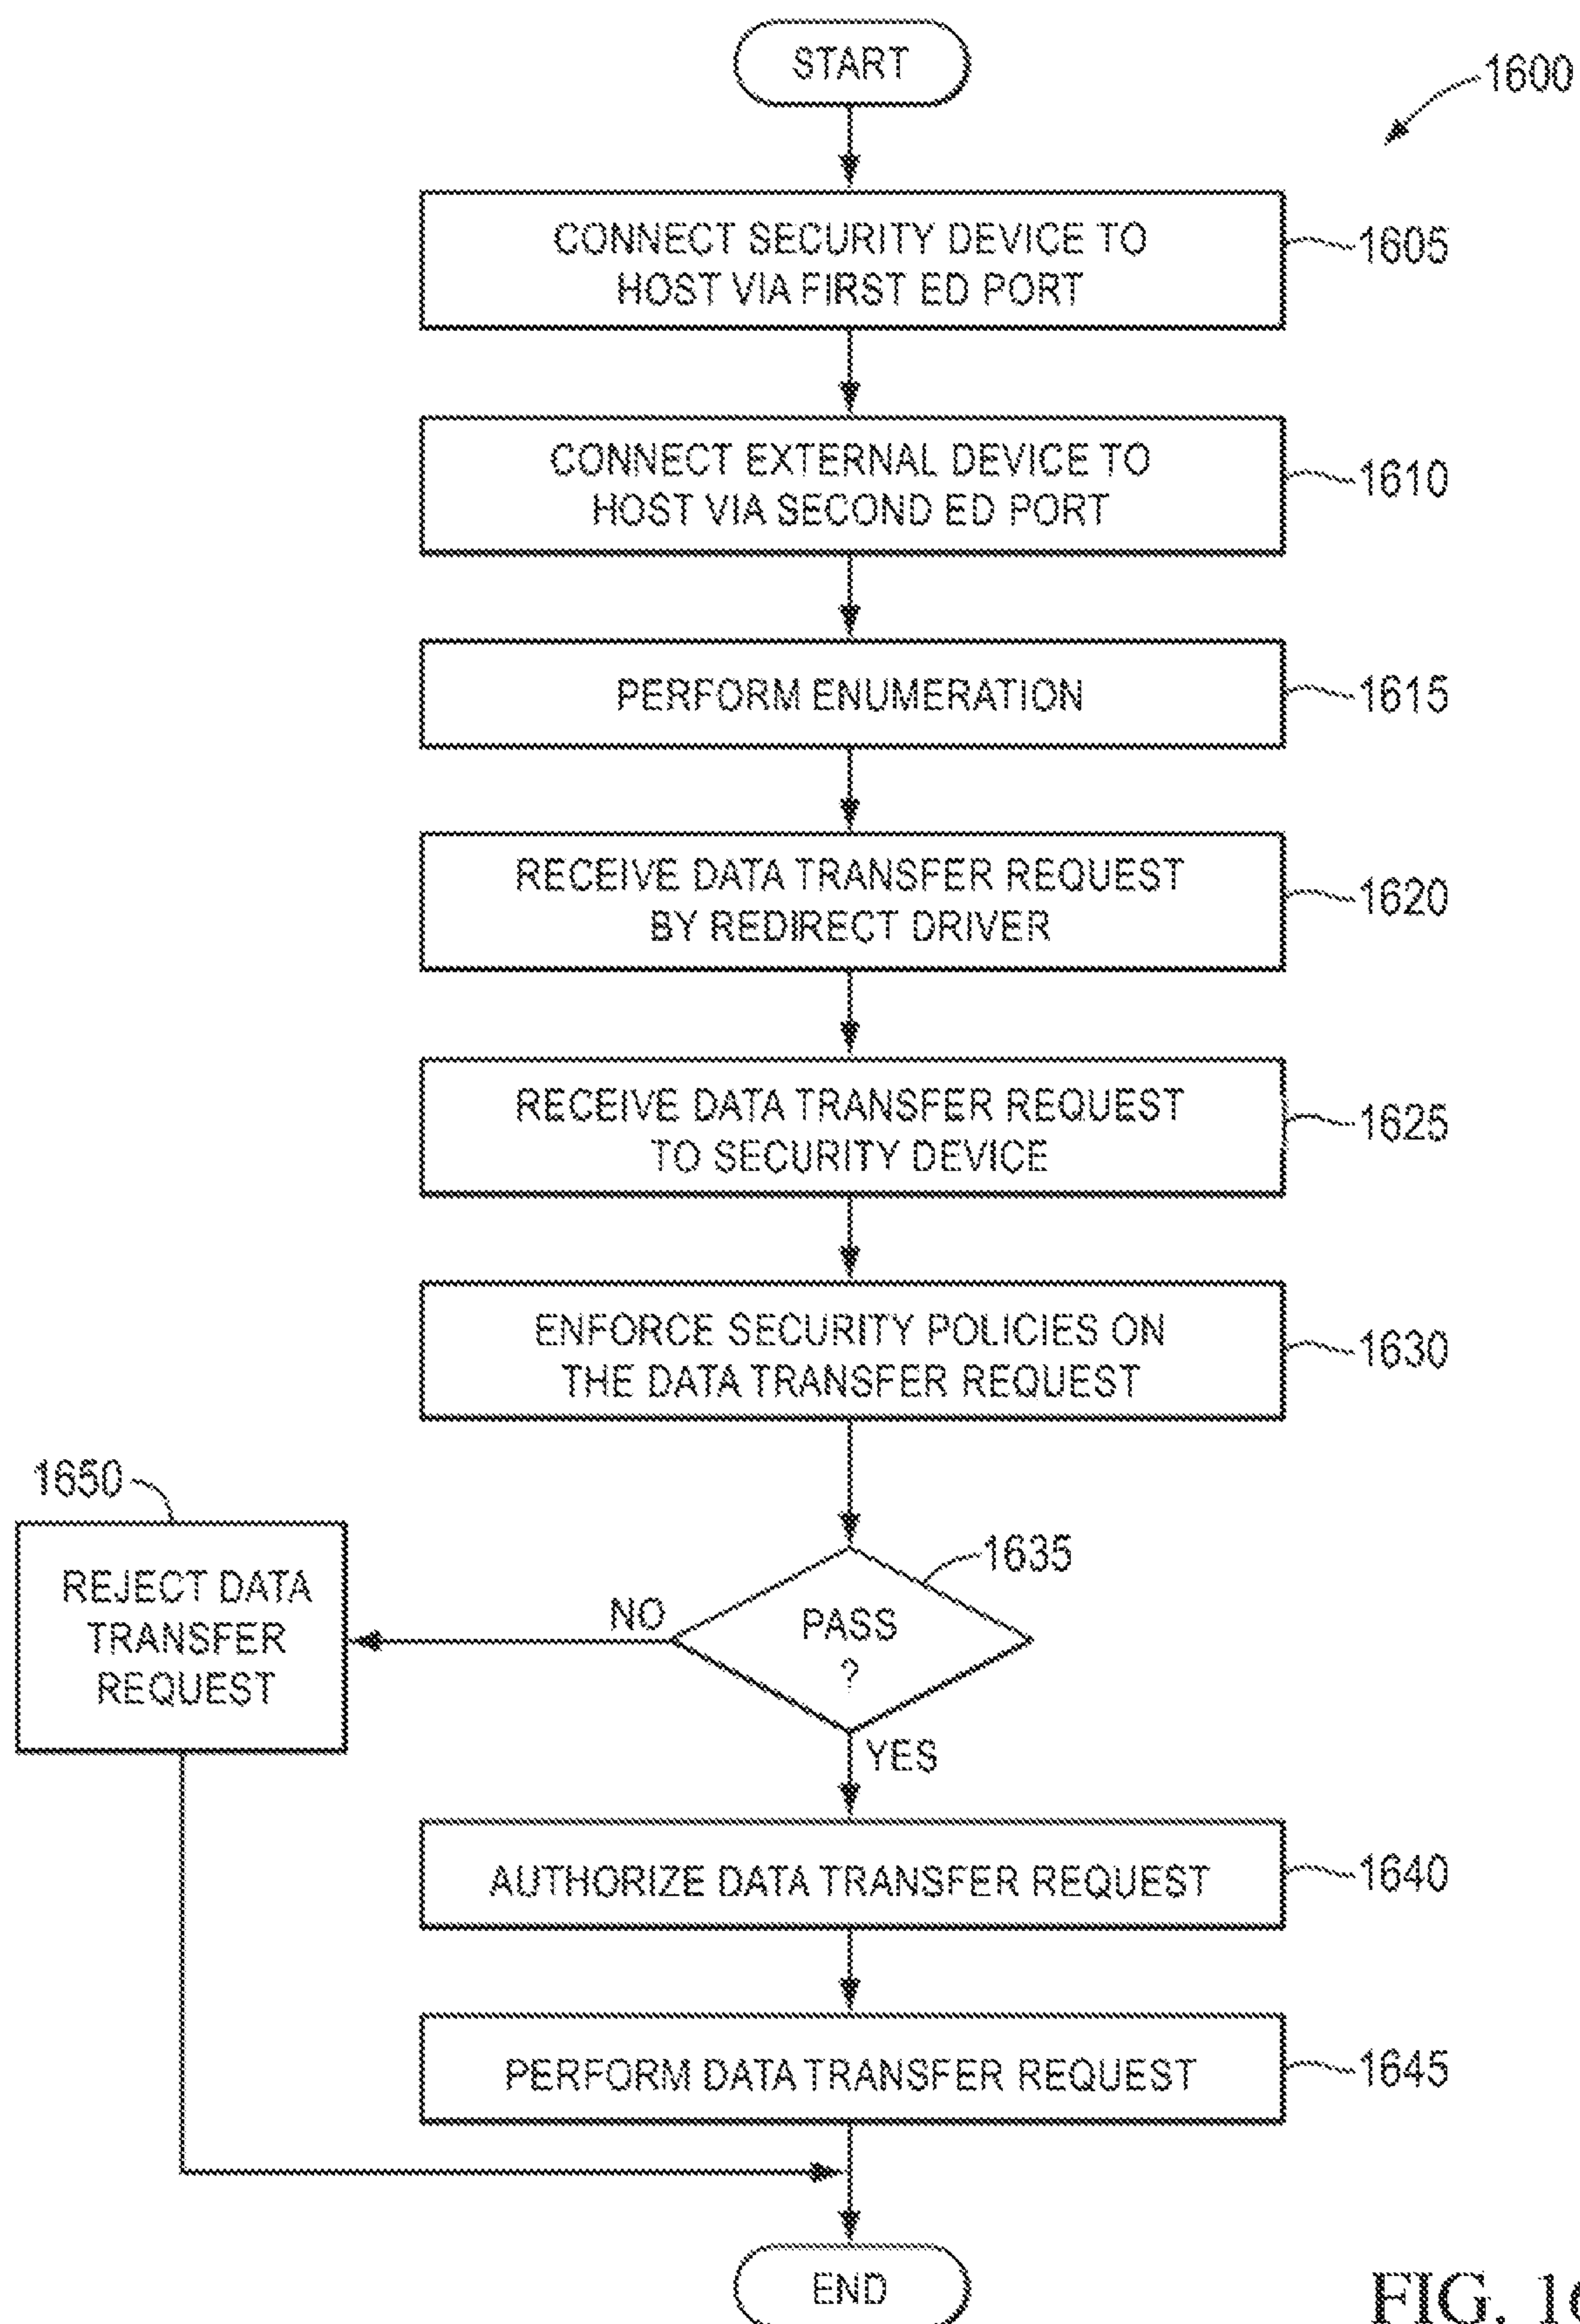 START
1600
CONNECT SECURITY DEVICE TO
HOST VIA FIRST ED PORT
1605
CONNECT EXTERNAL DEVICE TO
HOST VIA SECOND ED PORT
1610
PERFORM ENUMERATION
1615
RECEIVE DATA TRANSFER REQUEST
BY REDIRECT DRIVER
1620
RECEIVE DATA TRANSFER REQUEST
TO SECURITY DEVICE
1625
ENFORCE SECURITY POLICIES ON
THE DATA TRANSFER REQUEST
1630
1650
REJECT DATA
TRANSFER
REQUEST
NO
1635
PASS
?
YES
AUTHORIZE DATA TRANSFER REQUEST
1640
PERFORM DATA TRANSFER REQUEST
1645
END
FIG. 16